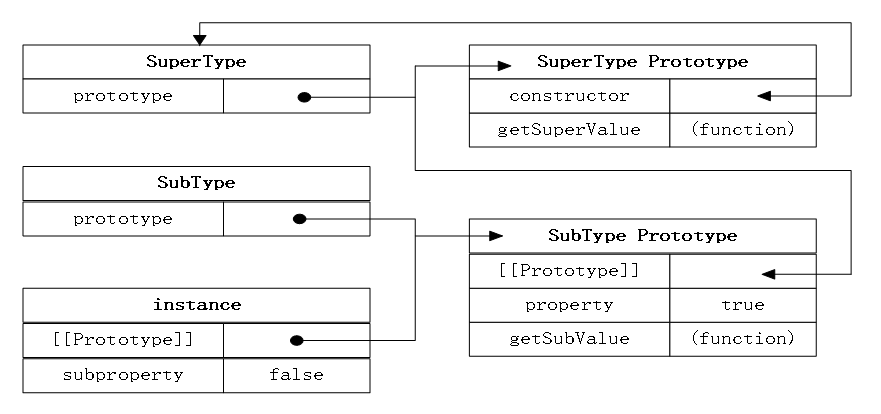 SuperType
prototype
SuperType Prototype
constructor
getSuperValue (function)
SubType
prototype
SubType Prototype
[[Prototype]]
property true
getSubValue (function)
instance
[[Prototype]]
subproperty false